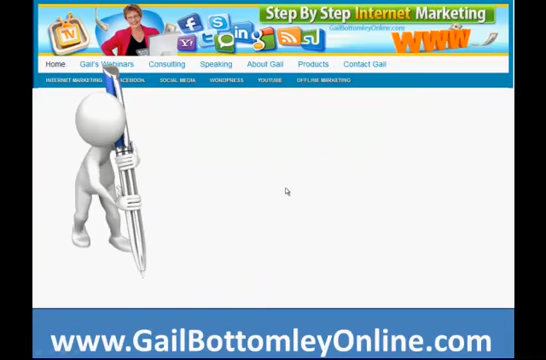 Step By Step Internet Marketing
GailBottomleyOnline.com
TV
www
Home Gail's Webinars Consulting Speaking About Gail Products Contact Gail
INTERNET MARKETING FACEBOOK SOCIAL MEDIA WORDPRESS YOUTUBE OFFLINE MARKETING
www.GailBottomleyOnline.com